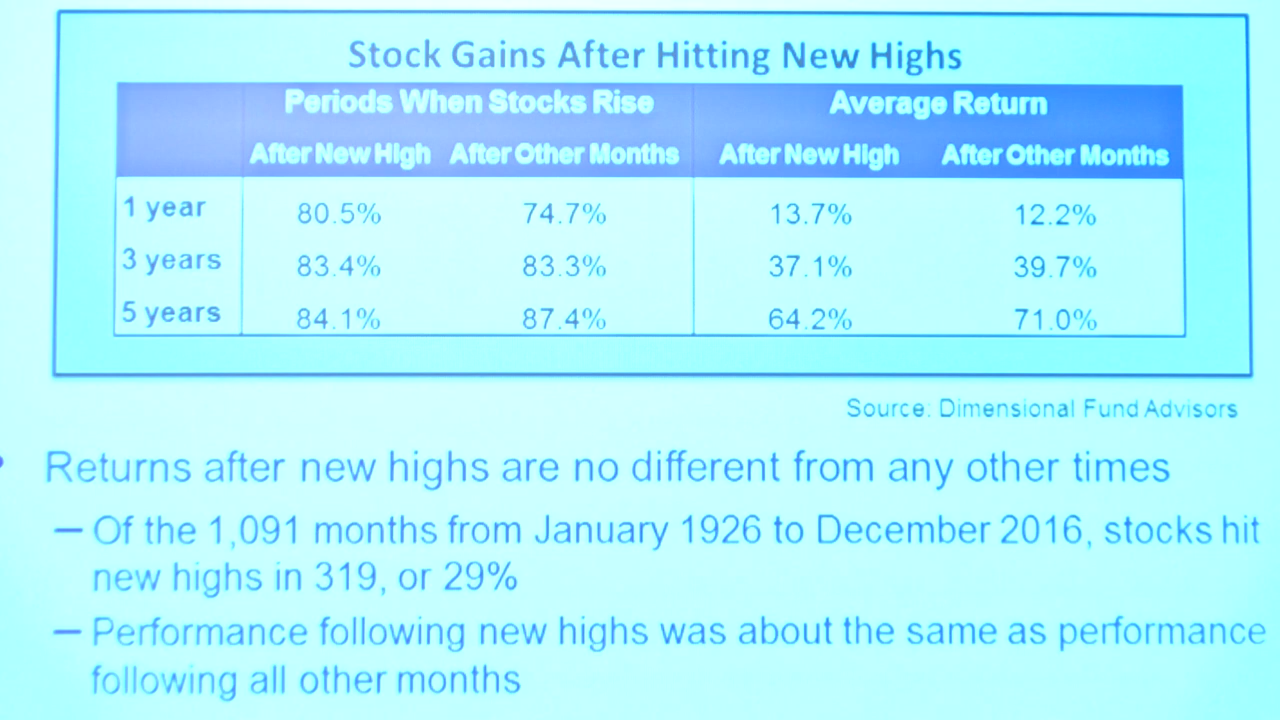 Stock Gains After Hitting New Highs
Periods When Stocks Rise Average Return
After New High After Other Months After New High After Other Months
1 year 80.5% 74.7% 13.7% 12.2%
3 years 83.4% 83.3% 37.1% 39.7%
5 years 84.1% 87.4% 64.2% 71.0%
Source: Dimensional Fund Advisors
• Returns after new highs are no different from any other times
– Of the 1,091 months from January 1926 to December 2016, stocks hit
new highs in 319, or 29%
– Performance following new highs was about the same as performance
following all other months